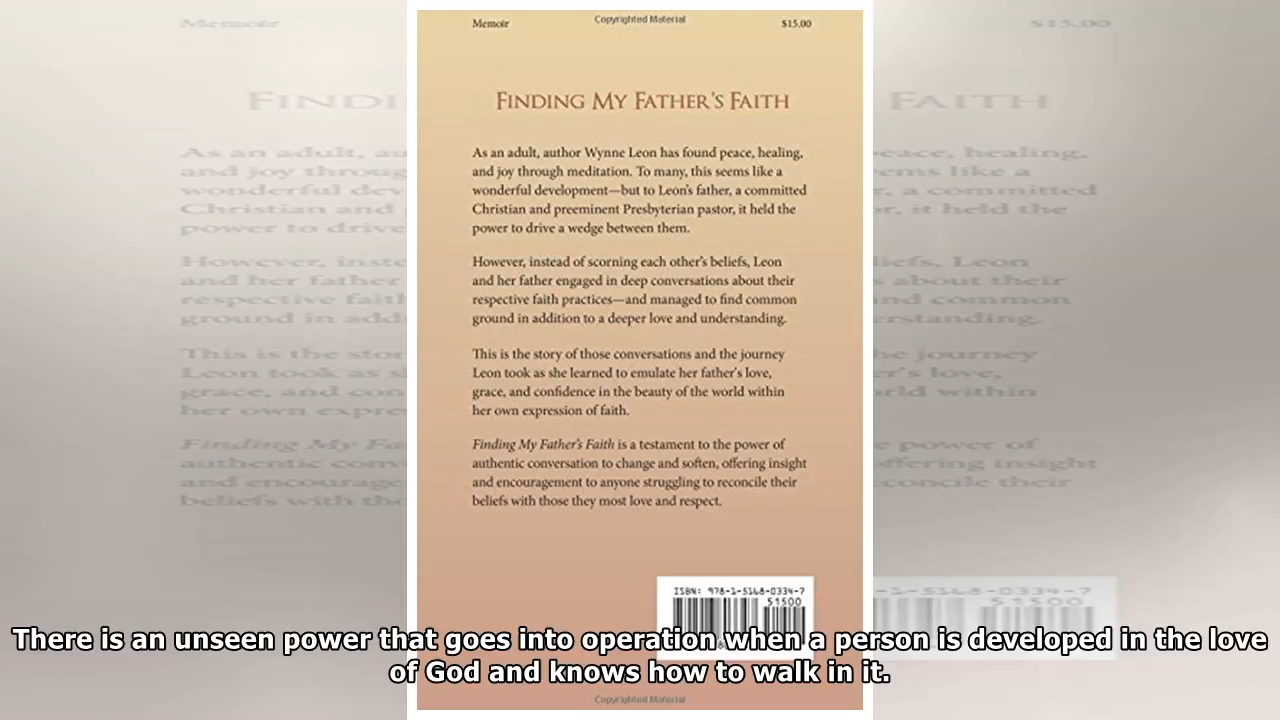 Memoir
Copyrighted Material
$15.00
FINDING MY FATHER'S FAITH
As an adult, author Wynne Leon has found peace, healing,
and joy through meditation. To many, this seems like a
wonderful development—but to Leon's father, a committed
Christian and preeminent Presbyterian pastor, it held the
power to drive a wedge between them.
However, instead of scorning each other's beliefs, Leon
and her father engaged in deep conversations about their
respective faith practices—and managed to find common
ground in addition to a deeper love and understanding.
This is the story of those conversations and the journey
Leon took as she learned to emulate her father's love,
grace, and confidence in the beauty of the world within
her own expression of faith.
Finding My Father's Faith is a testament to the power of
authentic conversation to change and soften, offering insight
and encouragement to anyone struggling to reconcile their
beliefs with those they most love and respect.
ISBN: 978-1-5168-0334-7
51500
There is an unseen power that goes into operation when a person is developed in the love
of God and knows how to walk in it.
Copyrighted Material